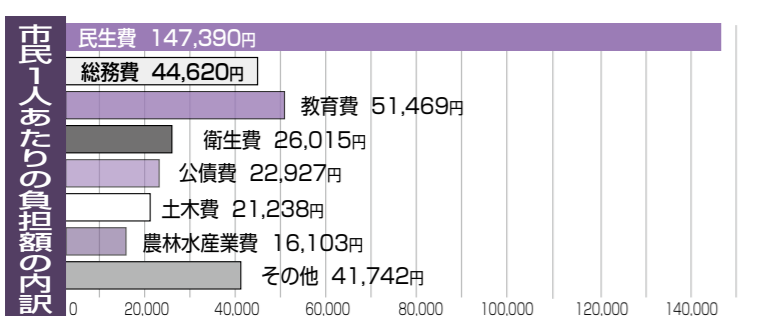 市民1人あたりの負担額の内訳
民生費 147,390円
総務費 44,620円
教育費 51,469円
衛生費 26,015円
公債費 22,927円
土木費 21,238円
農林水産業費 16,103円
その他 41,742円
0 20,000 40,000 60,000 80,000 100,000 120,000 140,000